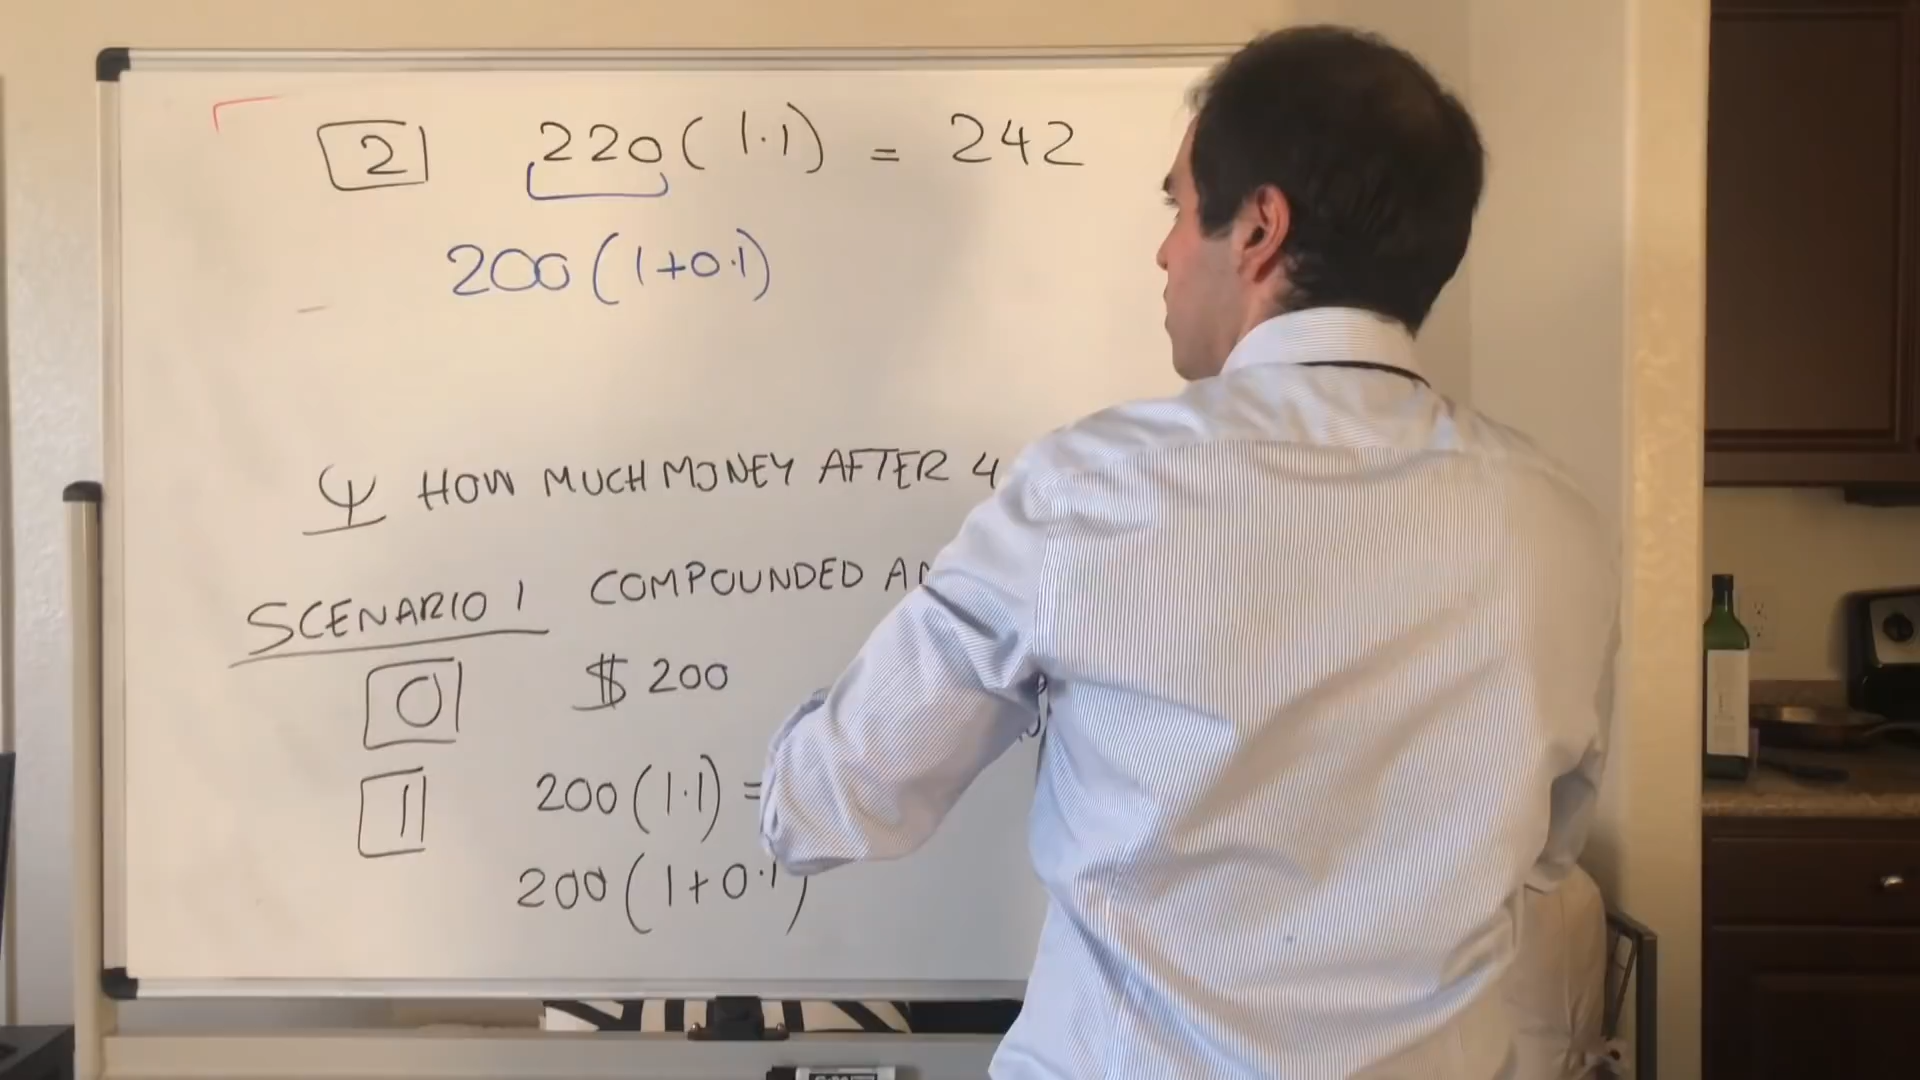 2 220(1.1) = 242
200(1+0.1)
HOW MUCH MONEY AFTER 4
SCENARIO 1 COMPOUNDED
0 $200
1 200(1.1) =
200(1+0.1)